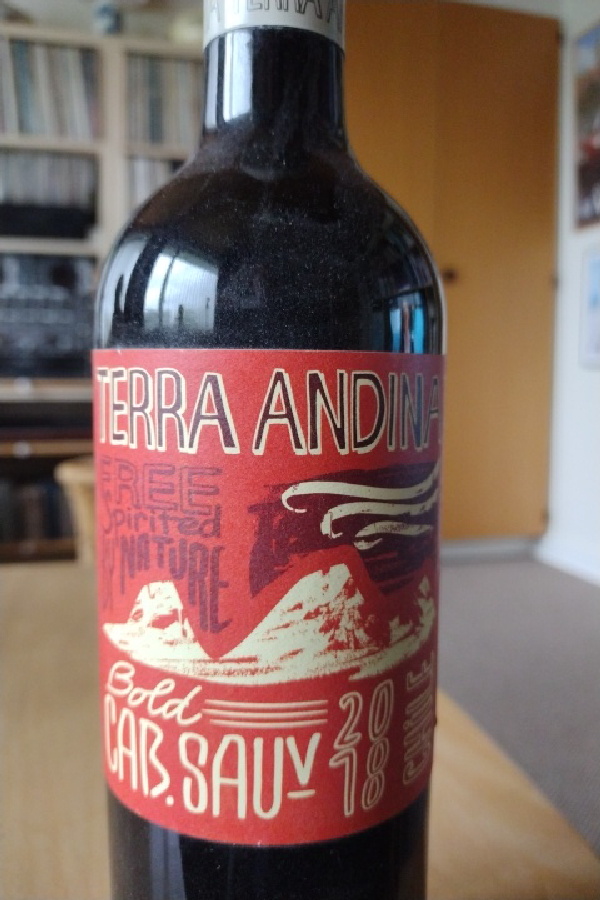 TERRA ANDINA
FREE
Spirited
BY NATURE
Bold
CAB. SAUV
2018
CHILE